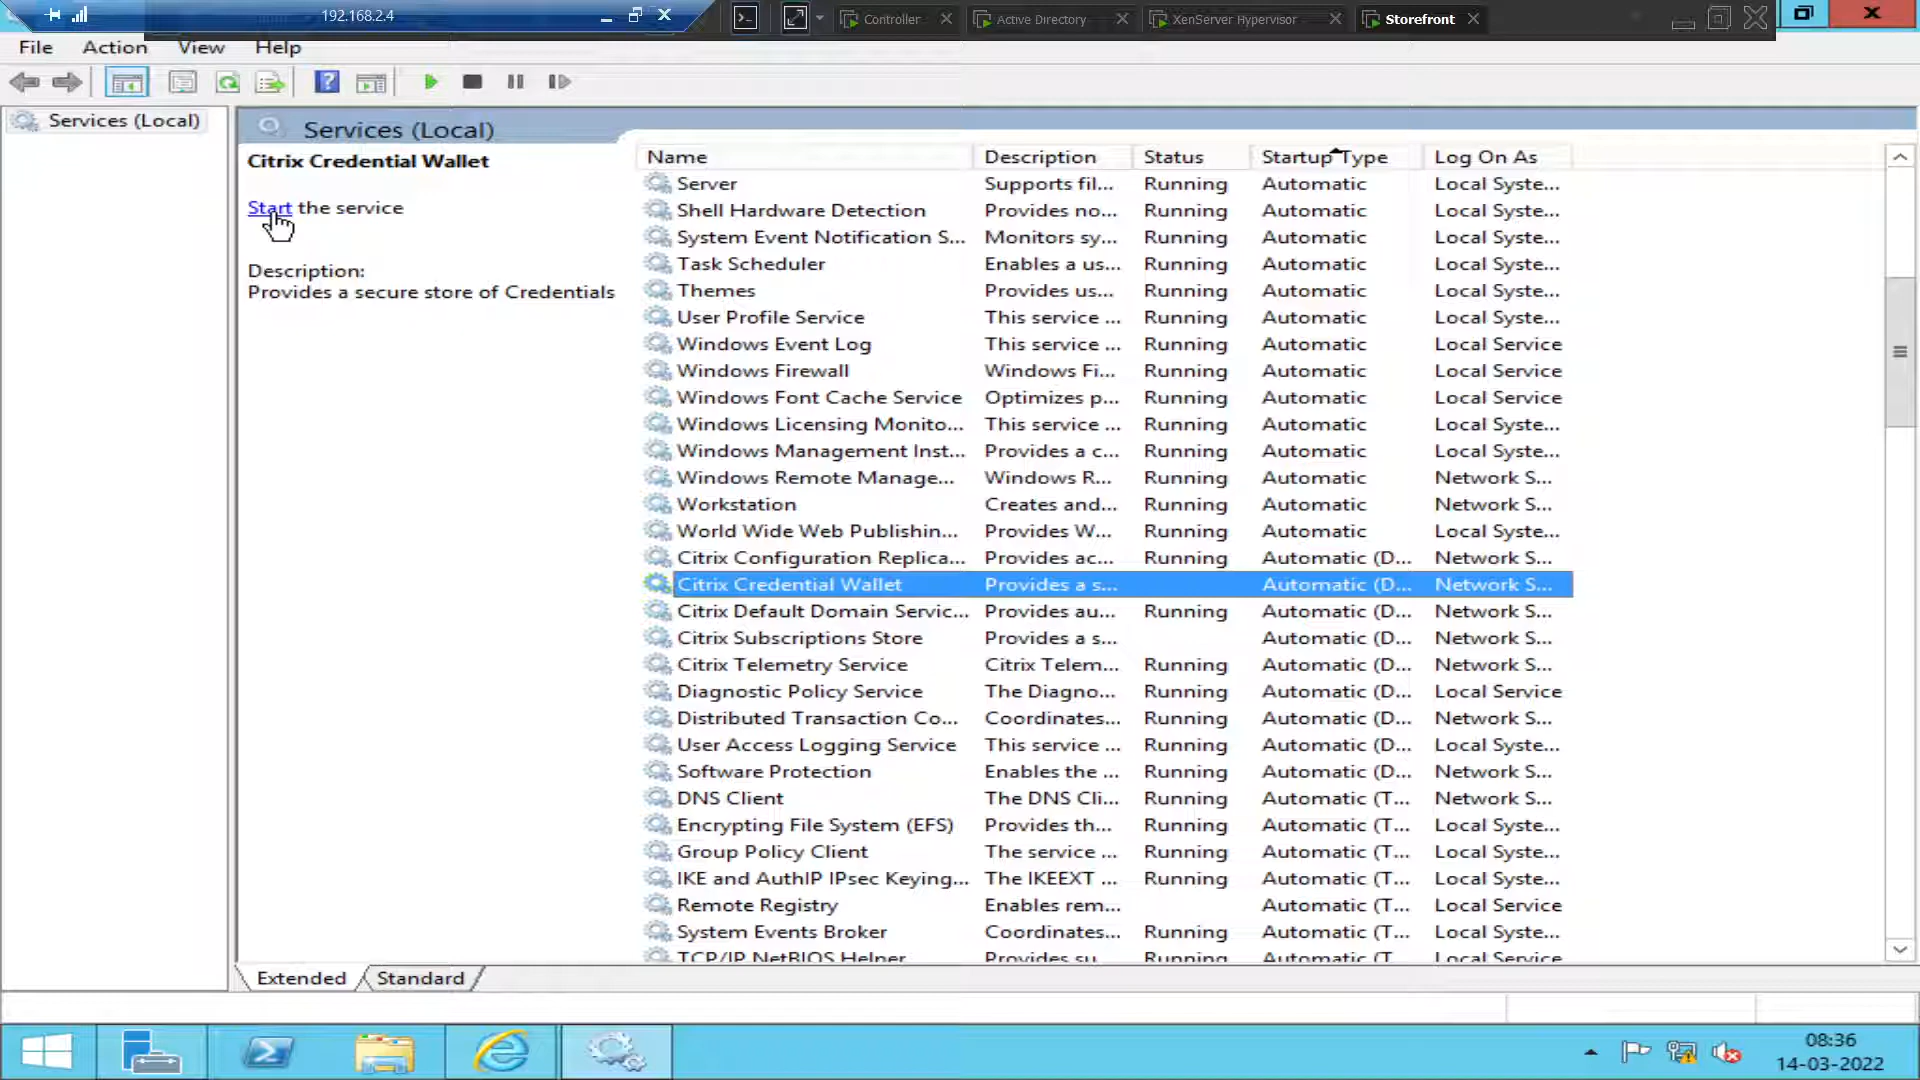 192.168.2.4
Controller
Active Directory
XenServer Hypervisor
Storefront
File Action View Help
Services (Local)
Services (Local)
Citrix Credential Wallet
Start the service
Description:
Provides a secure store of Credentials
Name Description Status Startup Type Log On As
Server Supports fil... Running Automatic Local Syste...
Shell Hardware Detection Provides no... Running Automatic Local Syste...
System Event Notification S... Monitors sy... Running Automatic Local Syste...
Task Scheduler Enables a us... Running Automatic Local Syste...
Themes Provides us... Running Automatic Local Syste...
User Profile Service This service ... Running Automatic Local Syste...
Windows Event Log This service ... Running Automatic Local Service
Windows Firewall Windows Fi... Running Automatic Local Service
Windows Font Cache Service Optimizes p... Running Automatic Local Service
Windows Licensing Monito... This service ... Running Automatic Local Syste...
Windows Management Inst... Provides a c... Running Automatic Local Syste...
Windows Remote Manage... Windows R... Running Automatic Network S...
Workstation Creates and... Running Automatic Network S...
World Wide Web Publishin... Provides W... Running Automatic Local Syste...
Citrix Configuration Replica... Provides ac... Running Automatic (D... Network S...
Citrix Credential Wallet Provides a s... Automatic (D... Network S...
Citrix Default Domain Servic... Provides au... Running Automatic (D... Network S...
Citrix Subscriptions Store Provides a s... Automatic (D... Network S...
Citrix Telemetry Service Citrix Telem... Running Automatic (D... Network S...
Diagnostic Policy Service The Diagno... Running Automatic (D... Local Service
Distributed Transaction Co... Coordinates... Running Automatic (D... Network S...
User Access Logging Service This service ... Running Automatic (D... Local Syste...
Software Protection Enables the ... Running Automatic (D... Network S...
DNS Client The DNS Cli... Running Automatic (T... Network S...
Encrypting File System (EFS) Provides th... Running Automatic (T... Local Syste...
Group Policy Client The service ... Running Automatic (T... Local Syste...
IKE and AuthIP IPsec Keying... The IKEEXT ... Running Automatic (T... Local Syste...
Remote Registry Enables rem... Automatic (T... Local Service
System Events Broker Coordinates... Running Automatic (T... Local Syste...
TCP/IP NetBIOS Helper Provides su... Running Automatic (T... Local Service
Extended Standard
08:36
14-03-2022